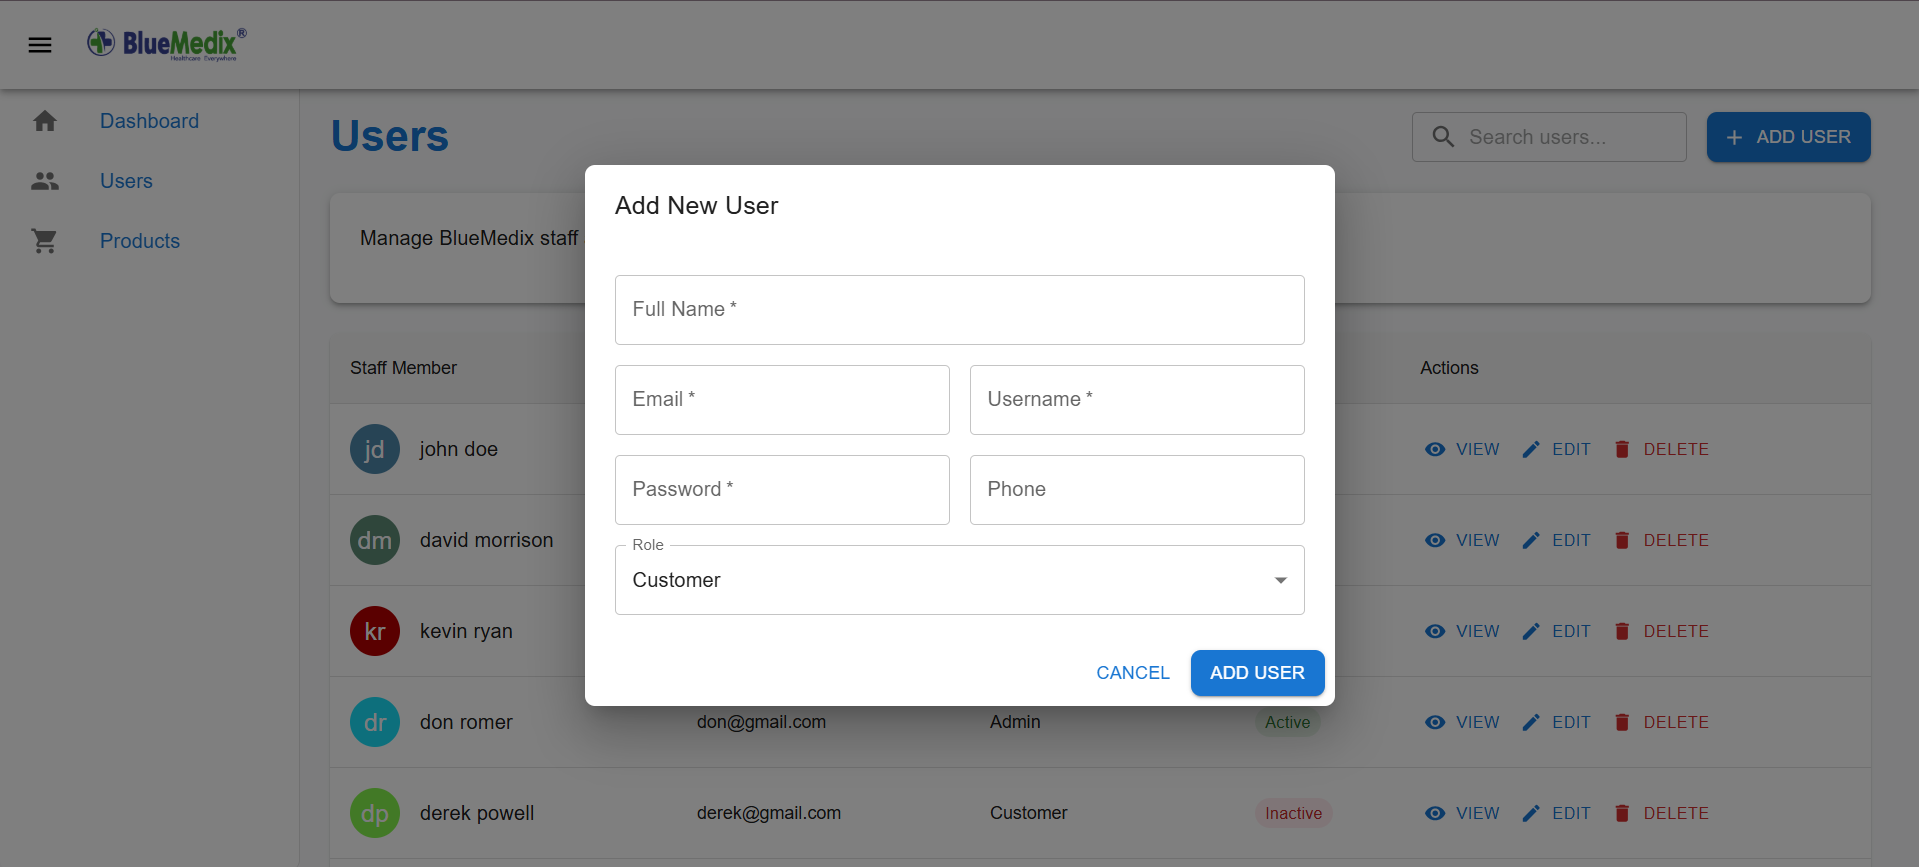 BlueMedix®
Healthcare Everywhere
Dashboard
Users
Products
Users
Search users...
+ ADD USER
Manage BlueMedix staff
Add New User
Full Name *
Email *
Username *
Password *
Phone
Role
Customer
CANCEL
ADD USER
Staff Member
Actions
jd john doe VIEW EDIT DELETE
dm david morrison VIEW EDIT DELETE
kr kevin ryan VIEW EDIT DELETE
dr don romer don@gmail.com Admin Active VIEW EDIT DELETE
dp derek powell derek@gmail.com Customer Inactive VIEW EDIT DELETE